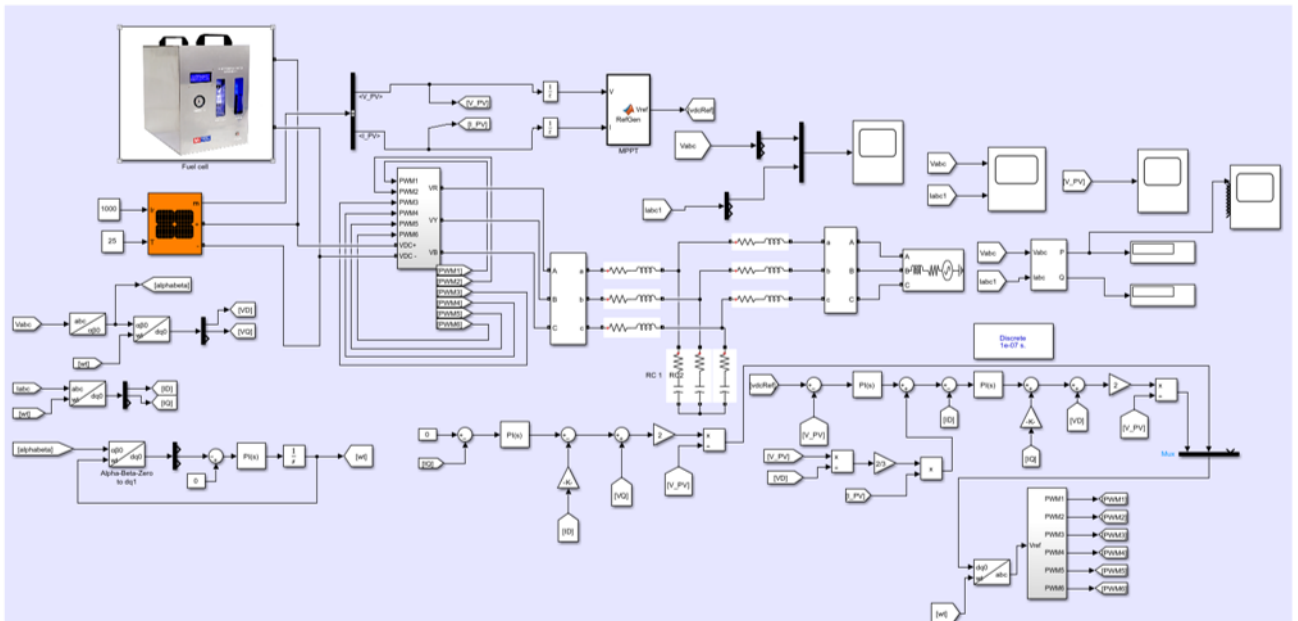 Fuel cell
<V_PV>
<I_PV>
[V_PV]
[I_PV]
V
I
Vref
RefGen
MPPT
[vdcRef]
Vabc
Iabc1
Vabc
Iabc1
[V_PV]
1000
25
Ir
T
m
+
-
PWM1
PWM2
PWM3
PWM4
PWM5
PWM6
VDC+
VDC -
VR
VY
VB
[PWM1]
[PWM2]
[PWM3]
[PWM4]
[PWM5]
[PWM6]
A
B
C
a
b
c
a
b
c
A
B
C
A
B
C
Vabc
Iabc1
Vabc
Iabc
P
Q
Discrete
1e-07 s.
[alphabeta]
Vabc
abc
αβ0
αβ0
wt
dq0
[VD]
[VQ]
[wt]
Iabc
abc
wt
dq0
[ID]
[IQ]
[wt]
[alphabeta]
αβ0
wt
dq0
Alpha-Beta-Zero
to dq1
0
PI(s)
1
s
[wt]
RC 1
0
[IQ]
PI(s)
-K-
[ID]
[VQ]
2
[V_PV]
x
÷
[vdcRef]
[V_PV]
PI(s)
[ID]
PI(s)
-K-
[IQ]
[VD]
2
[V_PV]
x
÷
[V_PV]
[VD]
x
÷
2/3
[I_PV]
x
Mux
dq0
wt
abc
[wt]
Vref
PWM1
PWM2
PWM3
PWM4
PWM5
PWM6
[PWM1]
[PWM2]
[PWM3]
[PWM4]
[PWM5]
[PWM6]